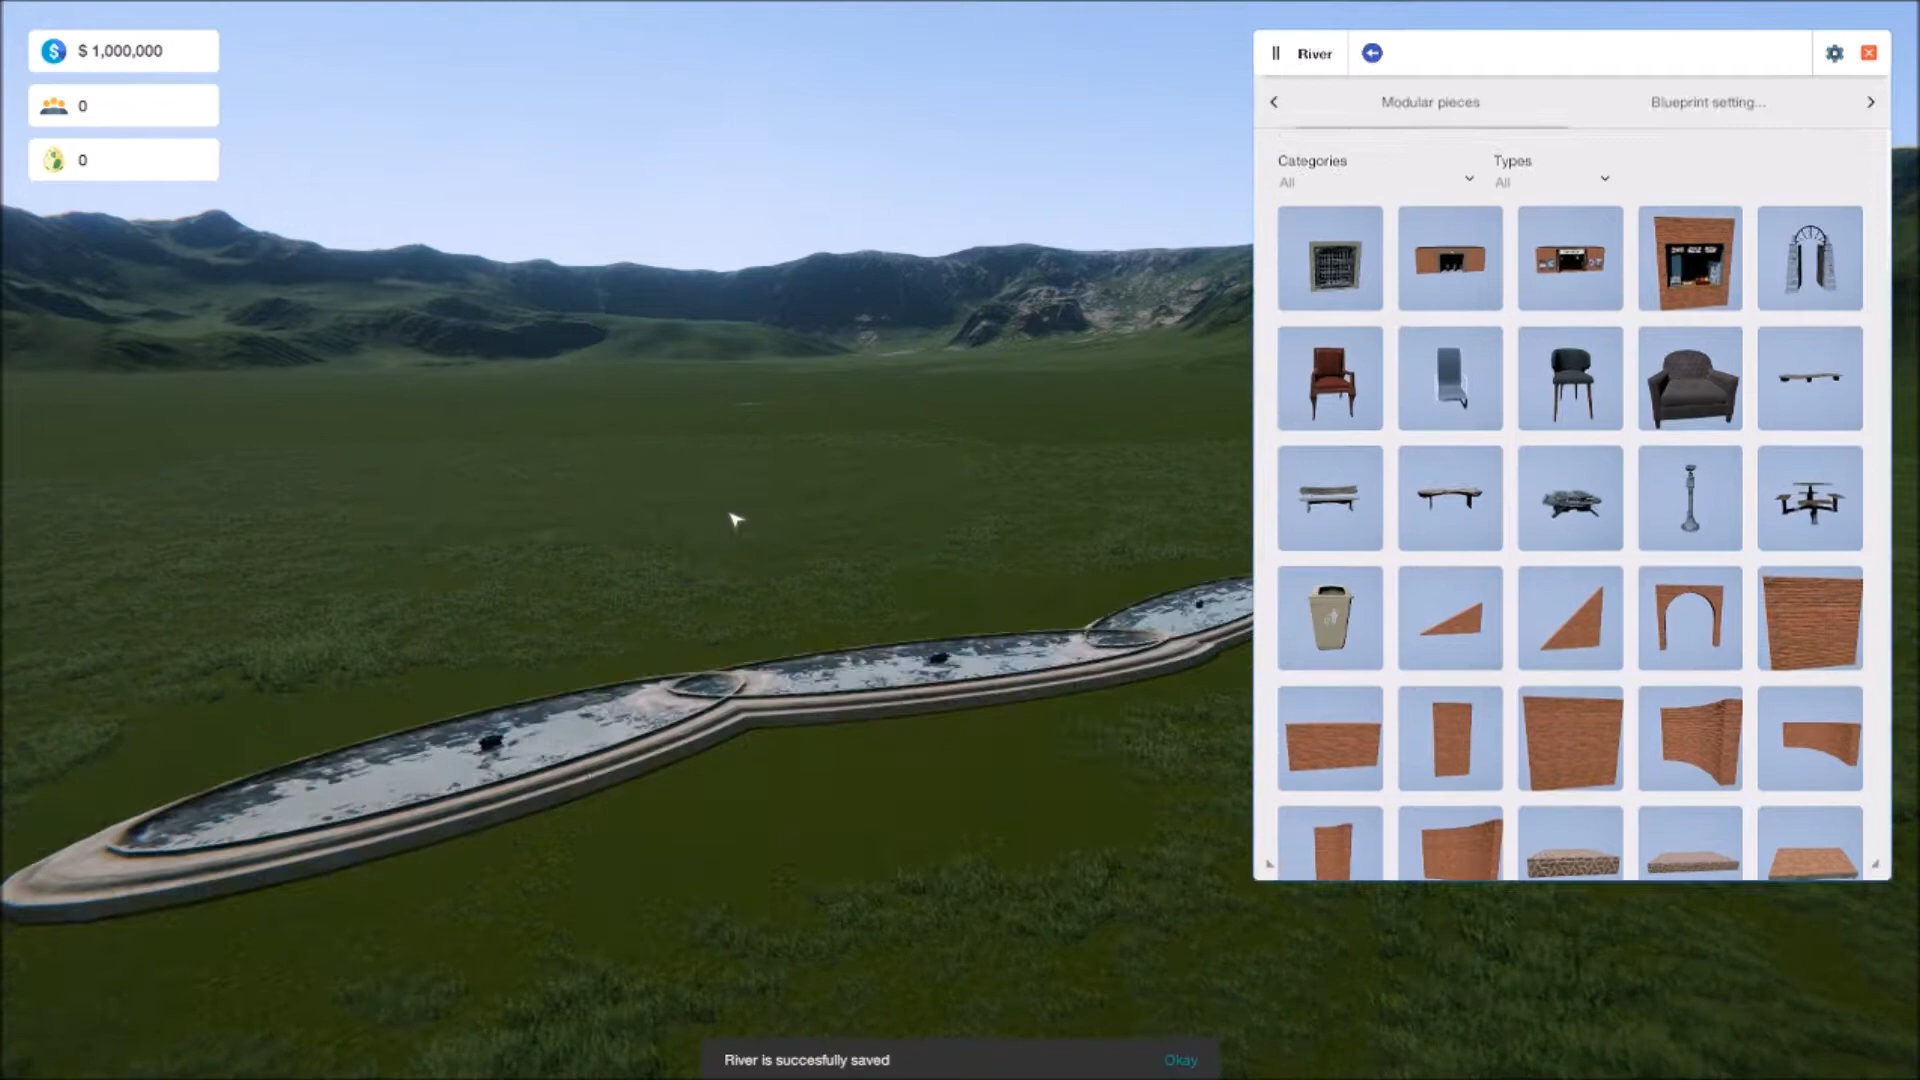 $ 1,000,000
0
0
River
Modular pieces
Blueprint setting...
Categories
Types
All
All
River is succesfully saved
Okay